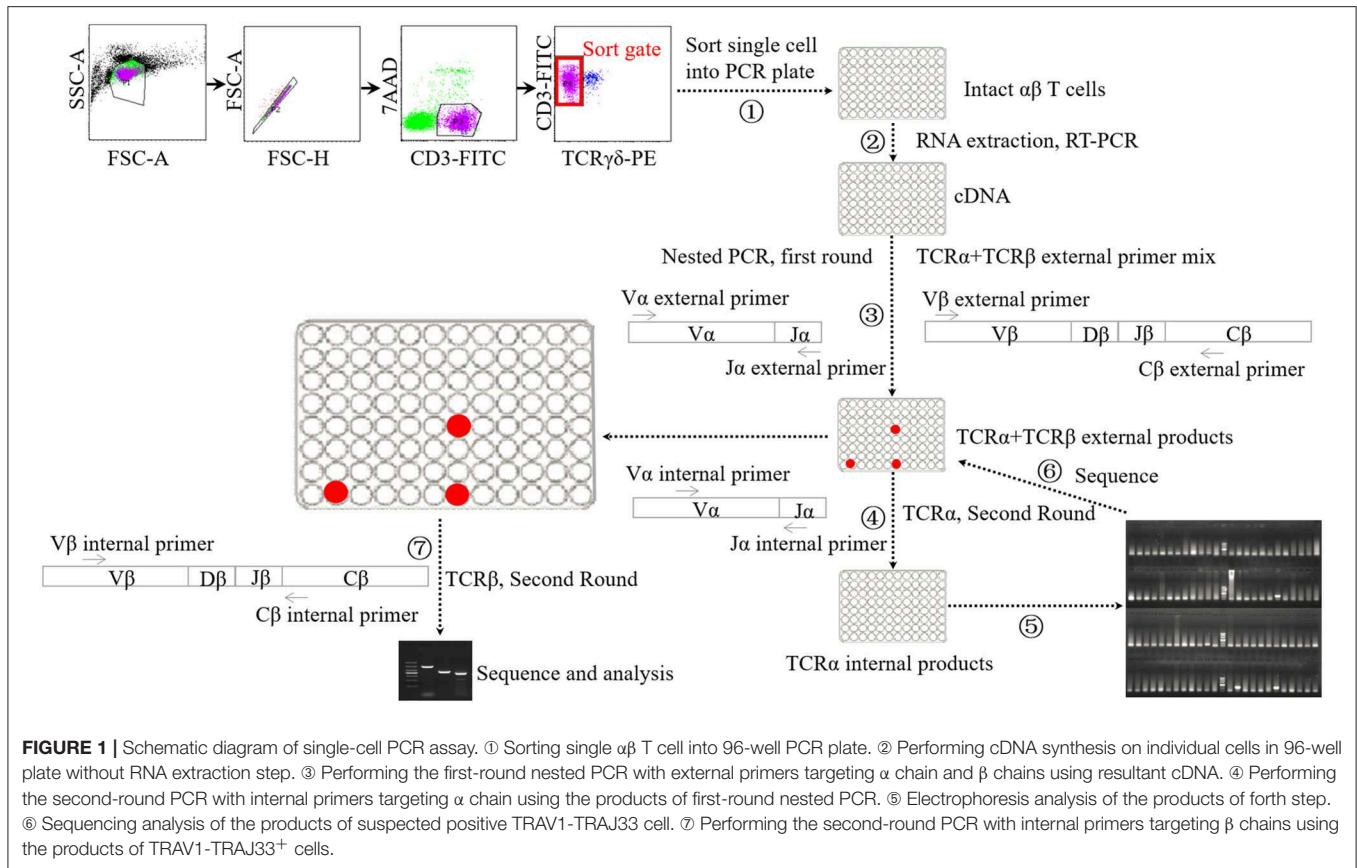 SSC-A
FSC-A
FSC-A
FSC-H
7AAD
CD3-FITC
CD3-FITC
Sort gate
TCRγδ-PE
Sort single cell
into PCR plate
①
Intact αβ T cells
②
RNA extraction, RT-PCR
cDNA
Nested PCR, first round
TCRα+TCRβ external primer mix
③
Vα external primer
Vα Jα
Jα external primer
Vβ external primer
Vβ Dβ Jβ Cβ
Cβ external primer
TCRα+TCRβ external products
⑥
Sequence
Vα internal primer
Vα Jα
Jα internal primer
④
TCRα, Second Round
TCRα internal products
⑤
⑦
TCRβ, Second Round
Vβ internal primer
Vβ Dβ Jβ Cβ
Cβ internal primer
Sequence and analysis
FIGURE 1 | Schematic diagram of single-cell PCR assay. ① Sorting single αβ T cell into 96-well PCR plate. ② Performing cDNA synthesis on individual cells in 96-well
plate without RNA extraction step. ③ Performing the first-round nested PCR with external primers targeting α chain and β chains using resultant cDNA. ④ Performing
the second-round PCR with internal primers targeting α chain using the products of first-round nested PCR. ⑤ Electrophoresis analysis of the products of forth step.
⑥ Sequencing analysis of the products of suspected positive TRAV1-TRAJ33 cell. ⑦ Performing the second-round PCR with internal primers targeting β chains using
the products of TRAV1-TRAJ33⁺ cells.